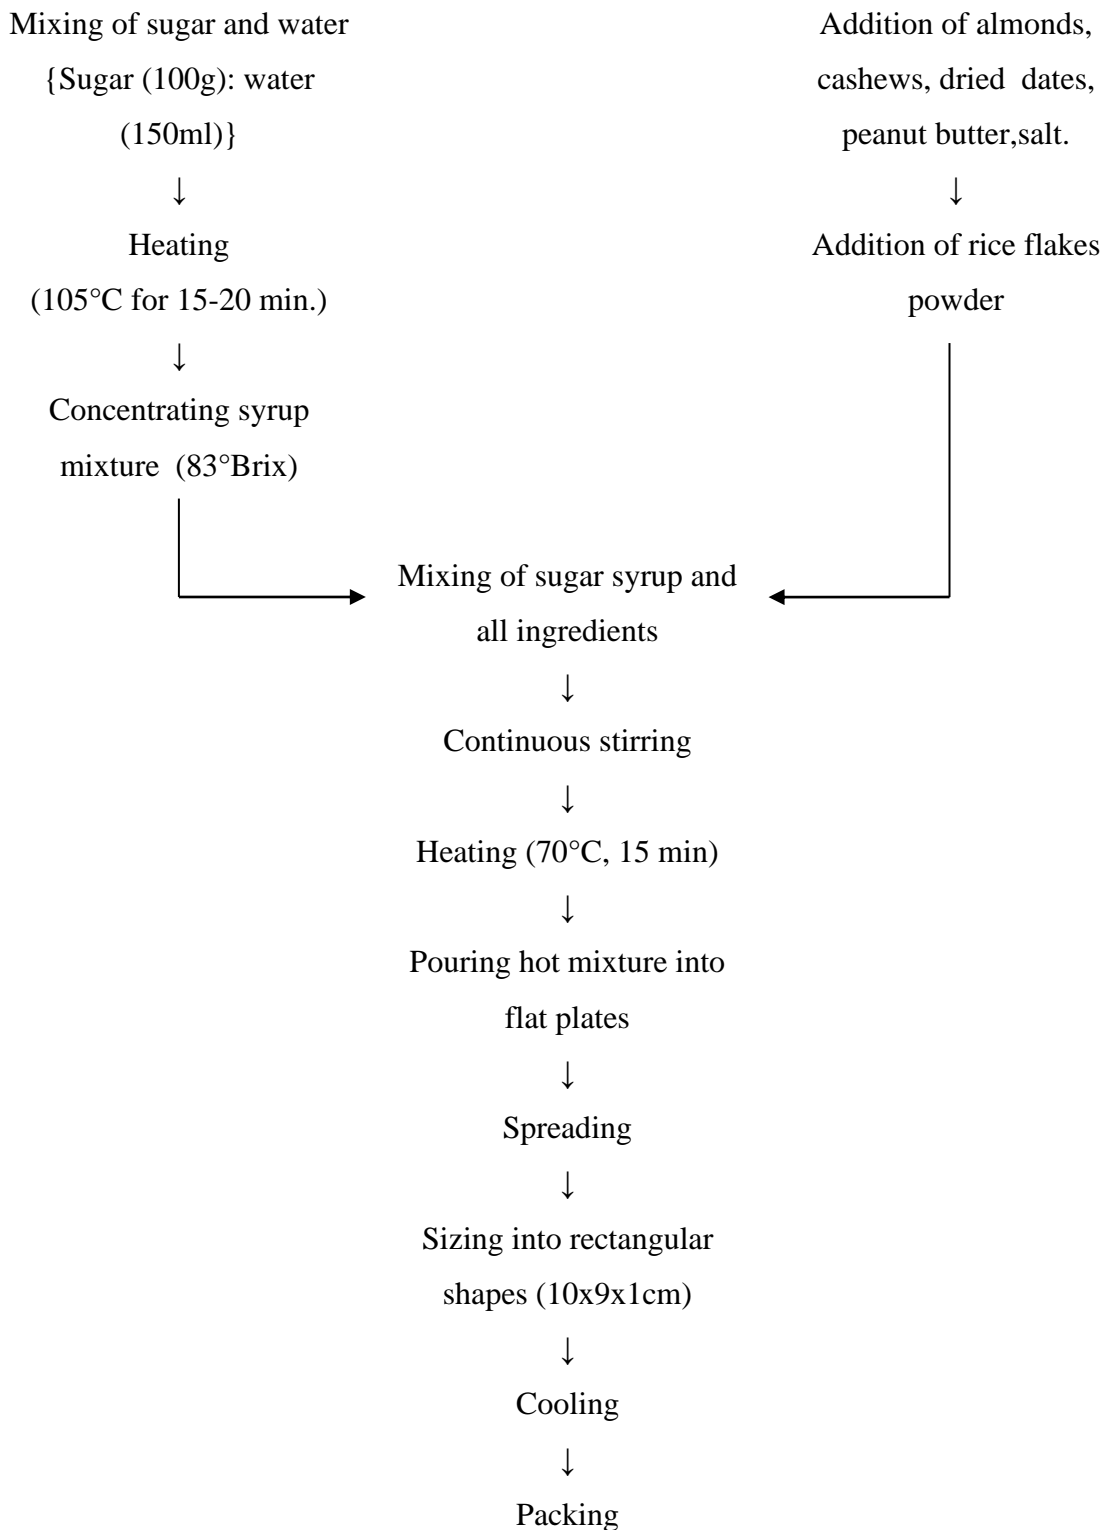 Mixing of sugar and water
{Sugar (100g): water
(150ml)}
↓
Heating
(105°C for 15-20 min.)
↓
Concentrating syrup
mixture  (83°Brix)
Addition of almonds,
cashews, dried  dates,
peanut butter,salt.
↓
Addition of rice flakes
powder
Mixing of sugar syrup and
all ingredients
↓
Continuous stirring
↓
Heating (70°C, 15 min)
↓
Pouring hot mixture into
flat plates
↓
Spreading
↓
Sizing into rectangular
shapes (10x9x1cm)
↓
Cooling
↓
Packing